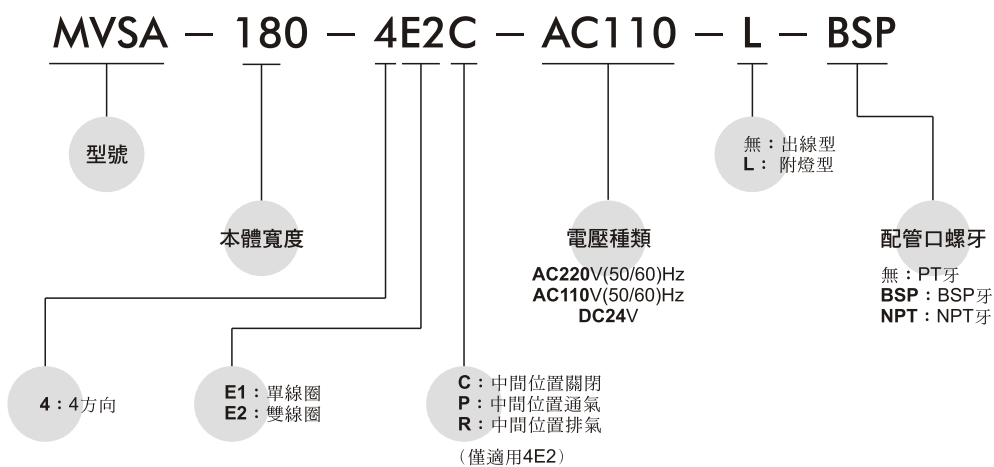 MVSA — 180 — 4E2C — AC110 — L — BSP
型號
無：出線型
L：附燈型
本體寬度
電壓種類
AC220V(50/60)Hz
AC110V(50/60)Hz
DC24V
配管口螺牙
無：PT牙
BSP：BSP牙
NPT：NPT牙
4：4方向
E1：單線圈
E2：雙線圈
C：中間位置關閉
P：中間位置通氣
R：中間位置排氣
（僅適用4E2）